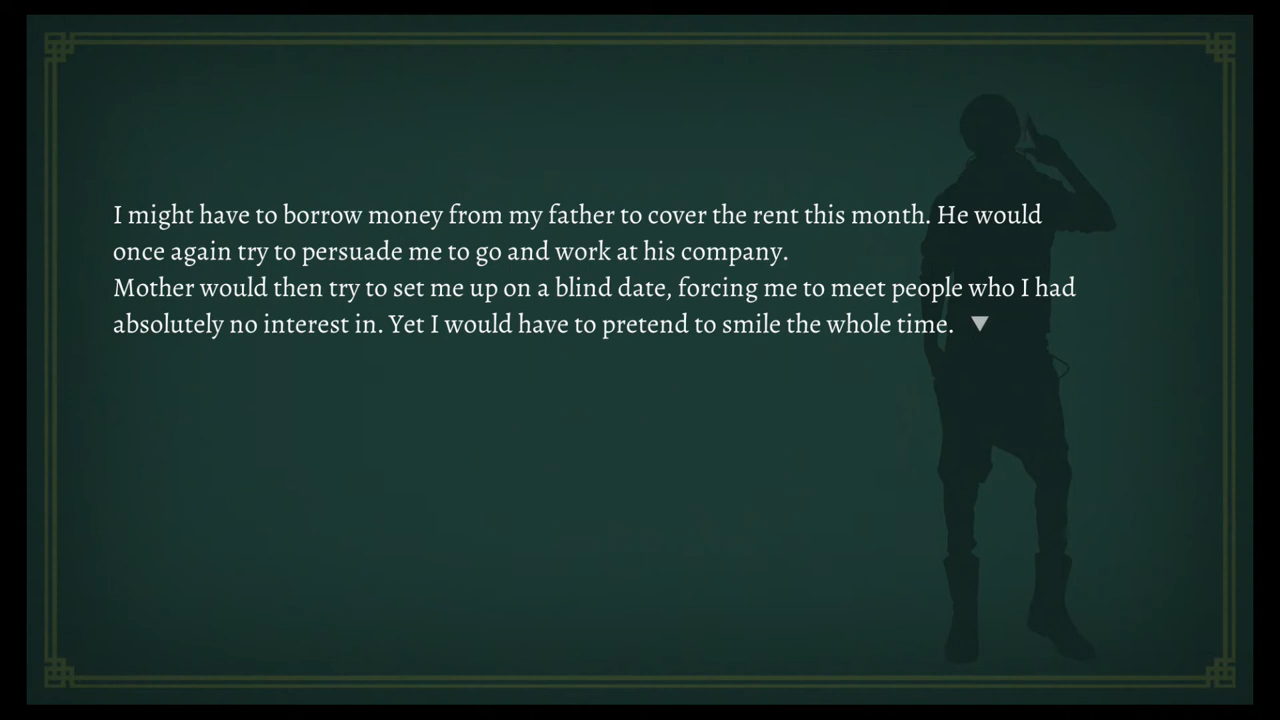 I might have to borrow money from my father to cover the rent this month. He would
once again try to persuade me to go and work at his company.
Mother would then try to set me up on a blind date, forcing me to meet people who I had
absolutely no interest in. Yet I would have to pretend to smile the whole time.